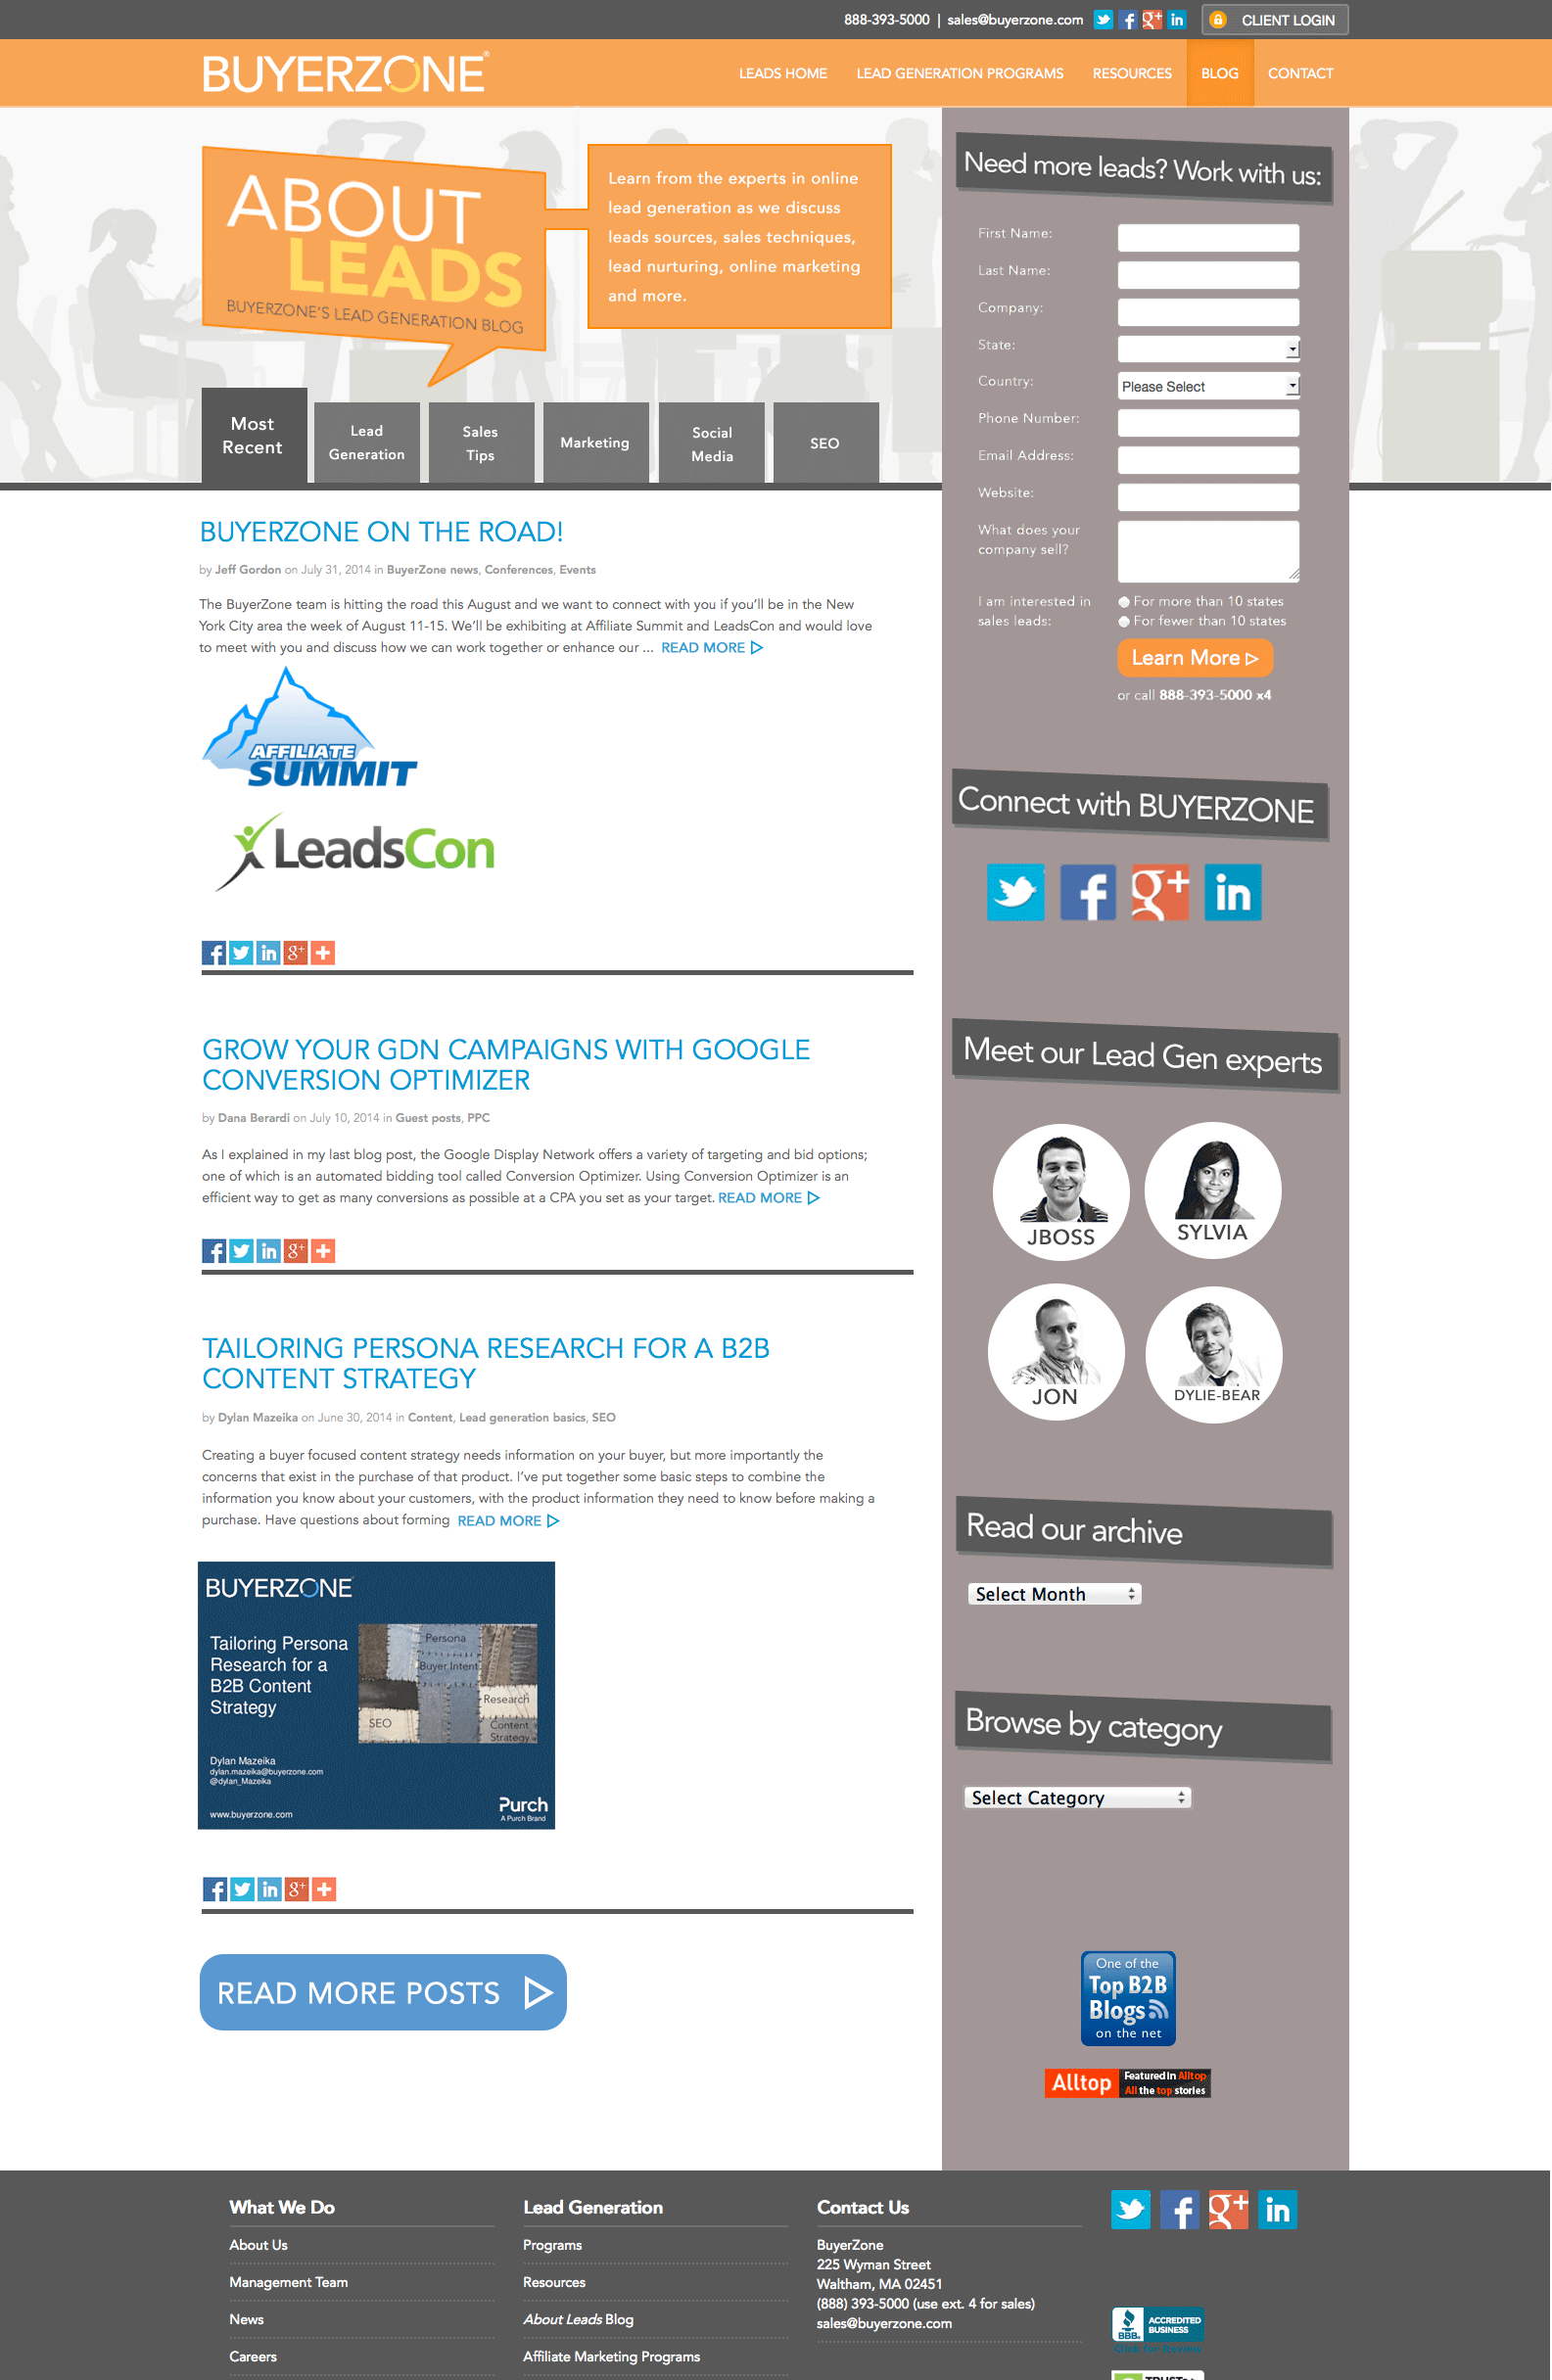 888-393-5000 | sales@buyerzone.com
CLIENT LOGIN
BUYERZONE®
LEADS HOME
LEAD GENERATION PROGRAMS
RESOURCES
BLOG
CONTACT
ABOUT
LEADS
BUYERZONE'S LEAD GENERATION BLOG
Learn from the experts in online
lead generation as we discuss
leads sources, sales techniques,
lead nurturing, online marketing
and more.
Most
Recent
Lead
Generation
Sales
Tips
Marketing
Social
Media
SEO
BUYERZONE ON THE ROAD!
by Jeff Gordon on July 31, 2014 in BuyerZone news, Conferences, Events
The BuyerZone team is hitting the road this August and we want to connect with you if you'll be in the New
York City area the week of August 11-15. We'll be exhibiting at Affiliate Summit and LeadsCon and would love
to meet with you and discuss how we can work together or enhance our ... READ MORE
AFFILIATE
SUMMIT
LeadsCon
GROW YOUR GDN CAMPAIGNS WITH GOOGLE
CONVERSION OPTIMIZER
by Dana Berardi on July 10, 2014 in Guest posts, PPC
As I explained in my last blog post, the Google Display Network offers a variety of targeting and bid options;
one of which is an automated bidding tool called Conversion Optimizer. Using Conversion Optimizer is an
efficient way to get as many conversions as possible at a CPA you set as your target. READ MORE
TAILORING PERSONA RESEARCH FOR A B2B
CONTENT STRATEGY
by Dylan Mazeika on June 30, 2014 in Content, Lead generation basics, SEO
Creating a buyer focused content strategy needs information on your buyer, but more importantly the
concerns that exist in the purchase of that product. I've put together some basic steps to combine the
information you know about your customers, with the product information they need to know before making a
purchase. Have questions about forming READ MORE
BUYERZONE
Tailoring Persona
Research for a
B2B Content
Strategy
Persona
Buyer Intent
Research
SEO
Content
Strategy
Dylan Mazeika
dylan.mazeika@buyerzone.com
@dylan_Mazeika
www.buyerzone.com
Purch
A Purch Brand
READ MORE POSTS
Need more leads? Work with us:
First Name:
Last Name:
Company:
State:
Country:
Please Select
Phone Number:
Email Address:
Website:
What does your
company sell?
I am interested in
sales leads:
For more than 10 states
For fewer than 10 states
Learn More
or call 888-393-5000 x4
Connect with BUYERZONE
Meet our Lead Gen experts
JBOSS
SYLVIA
JON
DYLIE-BEAR
Read our archive
Select Month
Browse by category
Select Category
One of the
Top B2B
Blogs
on the net
Alltop
Featured in Alltop
All the top stories
What We Do
About Us
Management Team
News
Careers
Lead Generation
Programs
Resources
About Leads Blog
Affiliate Marketing Programs
Contact Us
BuyerZone
225 Wyman Street
Waltham, MA 02451
(888) 393-5000 (use ext. 4 for sales)
sales@buyerzone.com
BBB.
ACCREDITED
BUSINESS
Click for Review